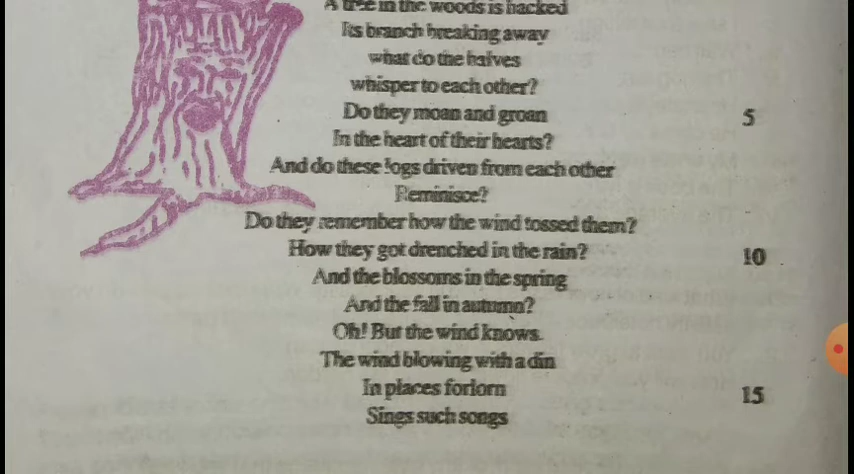 A tree in the woods is hacked
Its branch breaking away
what do the halves
whisper to each other?
Do they moan and groan 5
In the heart of their hearts?
And do these logs driven from each other
Reminisce?
Do they remember how the wind tossed them?
How they got drenched in the rain? 10
And the blossoms in the spring
And the fall in autumn?
Oh! But the wind knows.
The wind blowing with a din
In places forlorn 15
Sings such songs